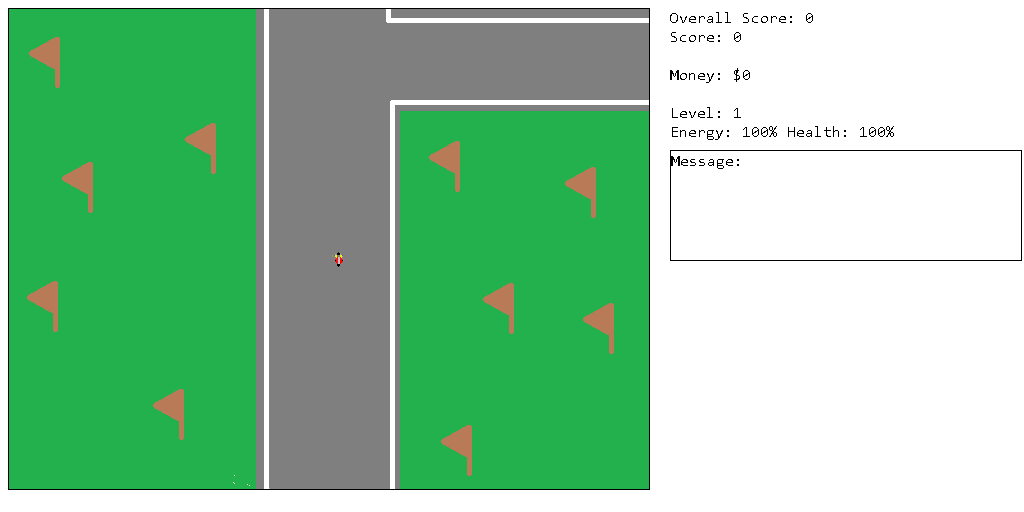 Overall Score: 0
Score: 0
Money: $0
Level: 1
Energy: 100% Health: 100%
Message: